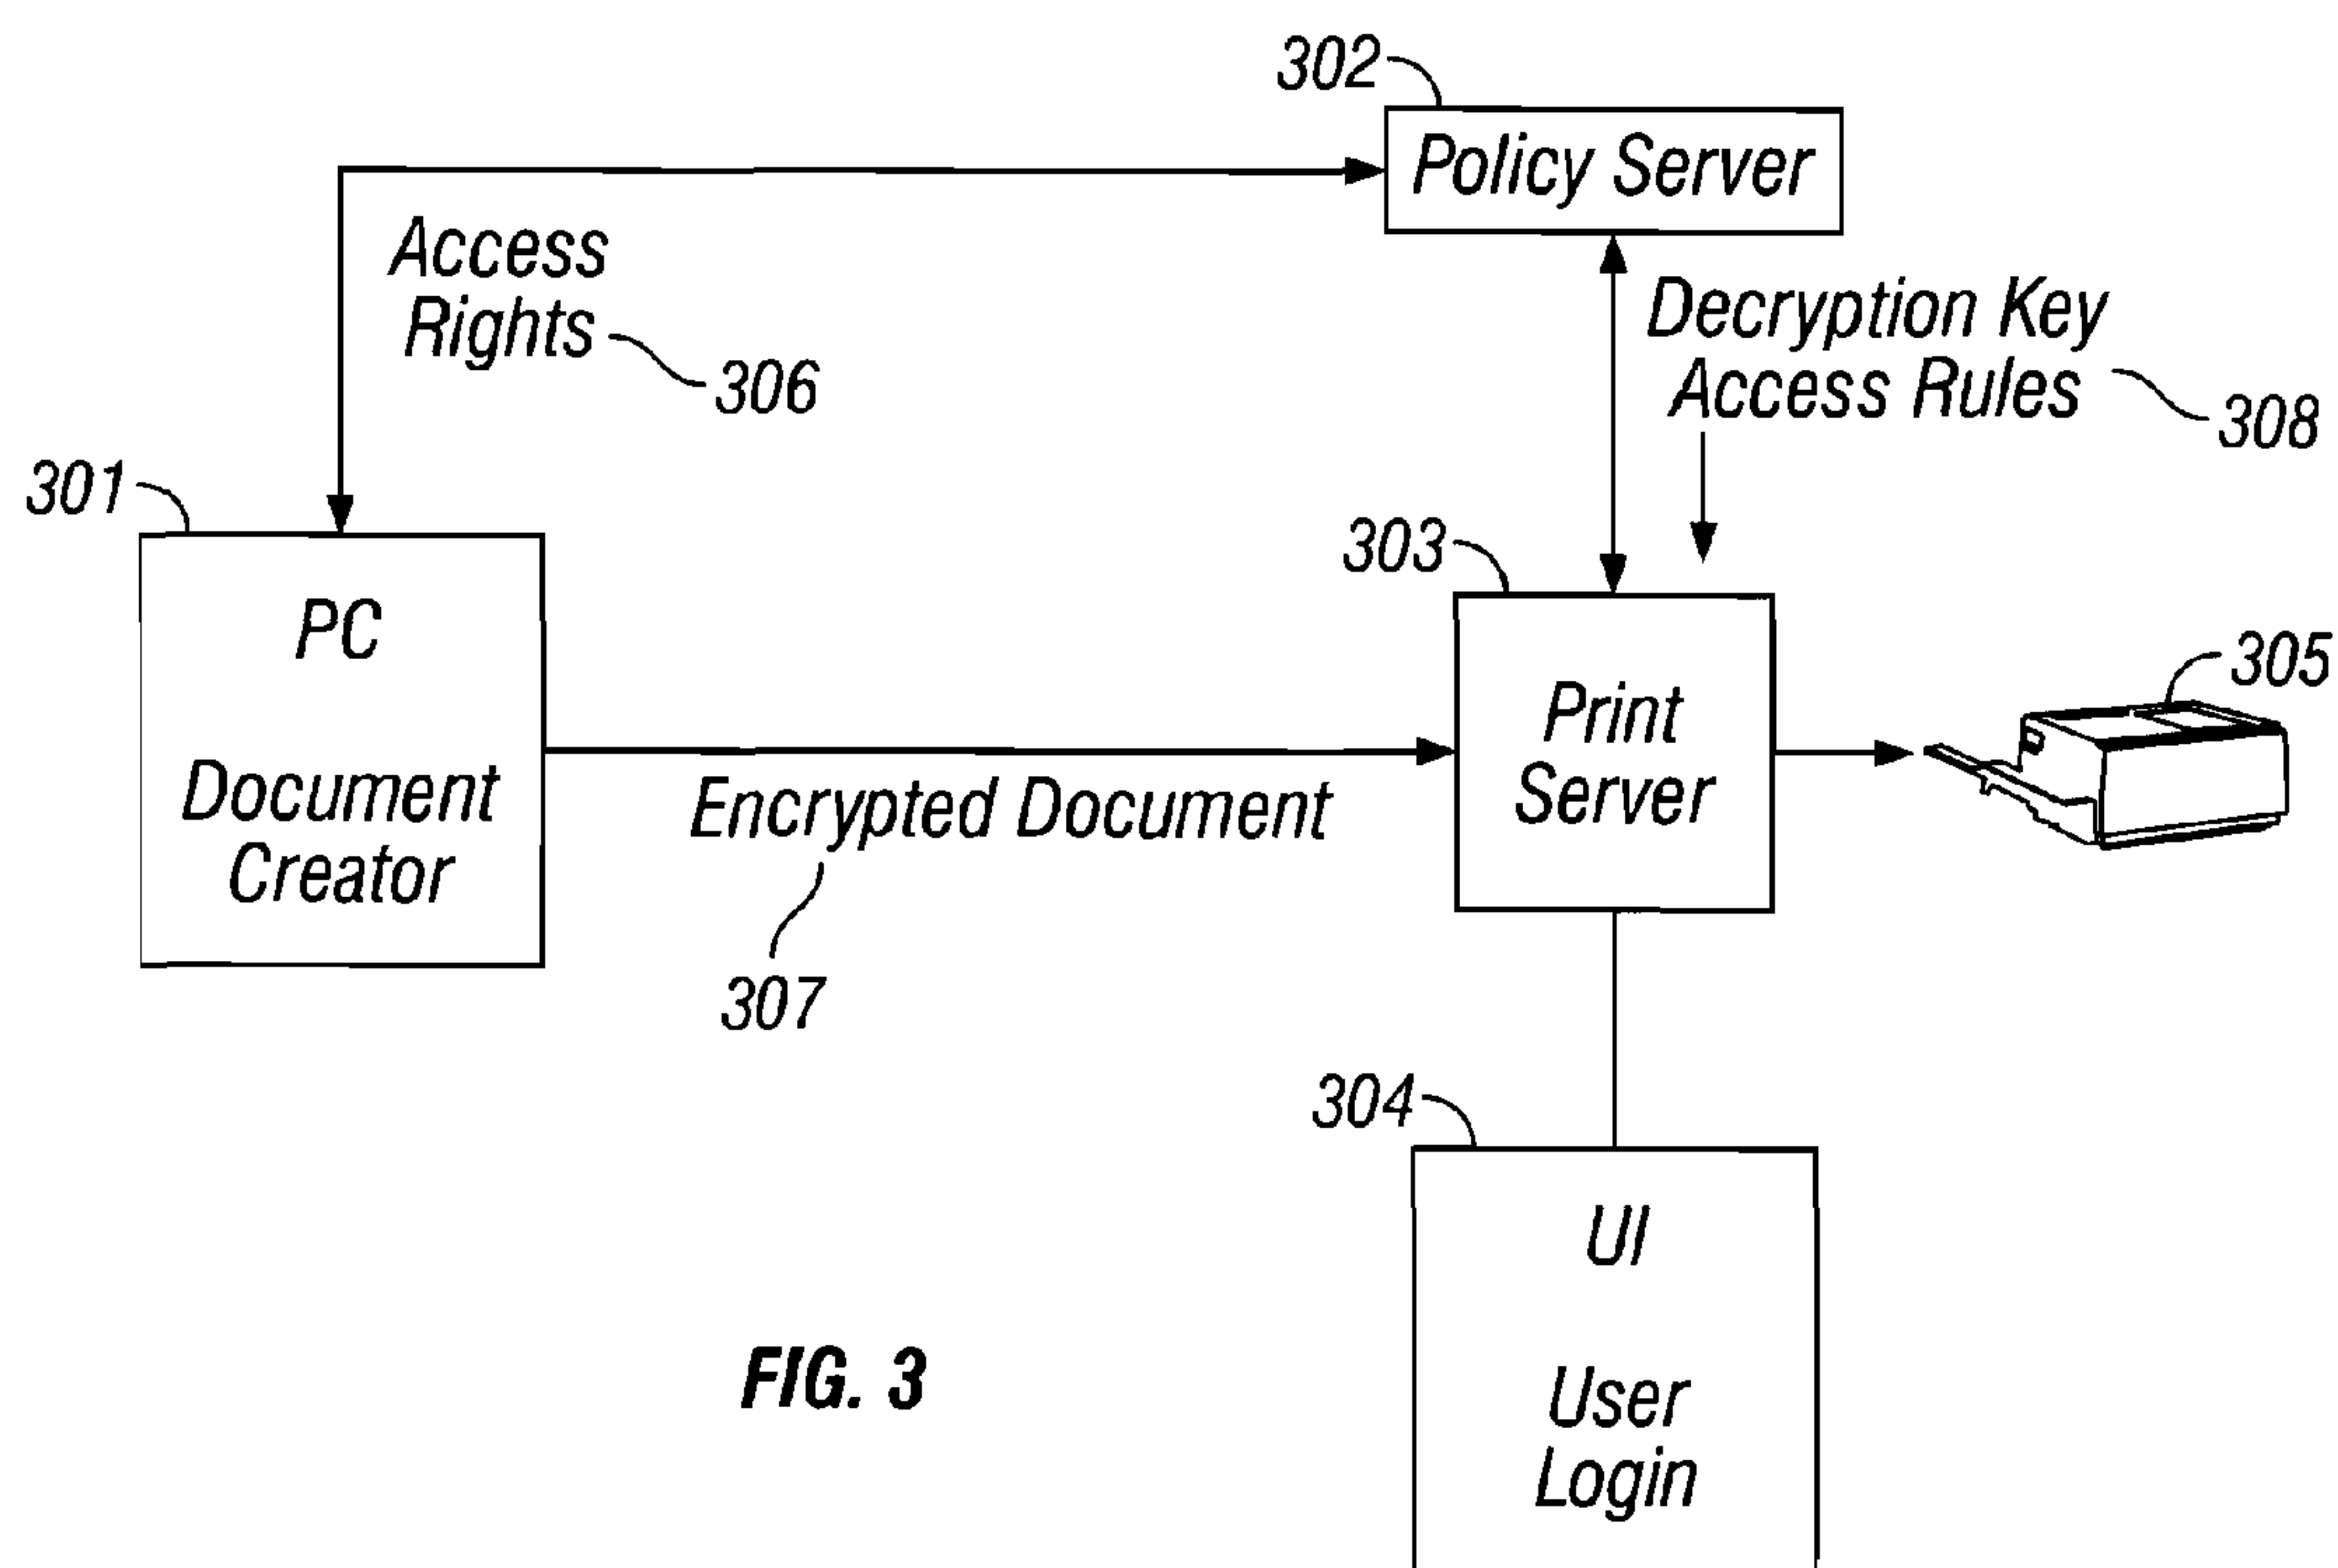 302
Policy Server
Access
Rights
306
Decryption Key
Access Rules
308
301
PC
Document
Creator
303
Print
Server
305
Encrypted Document
307
304
UI
User
Login
FIG. 3